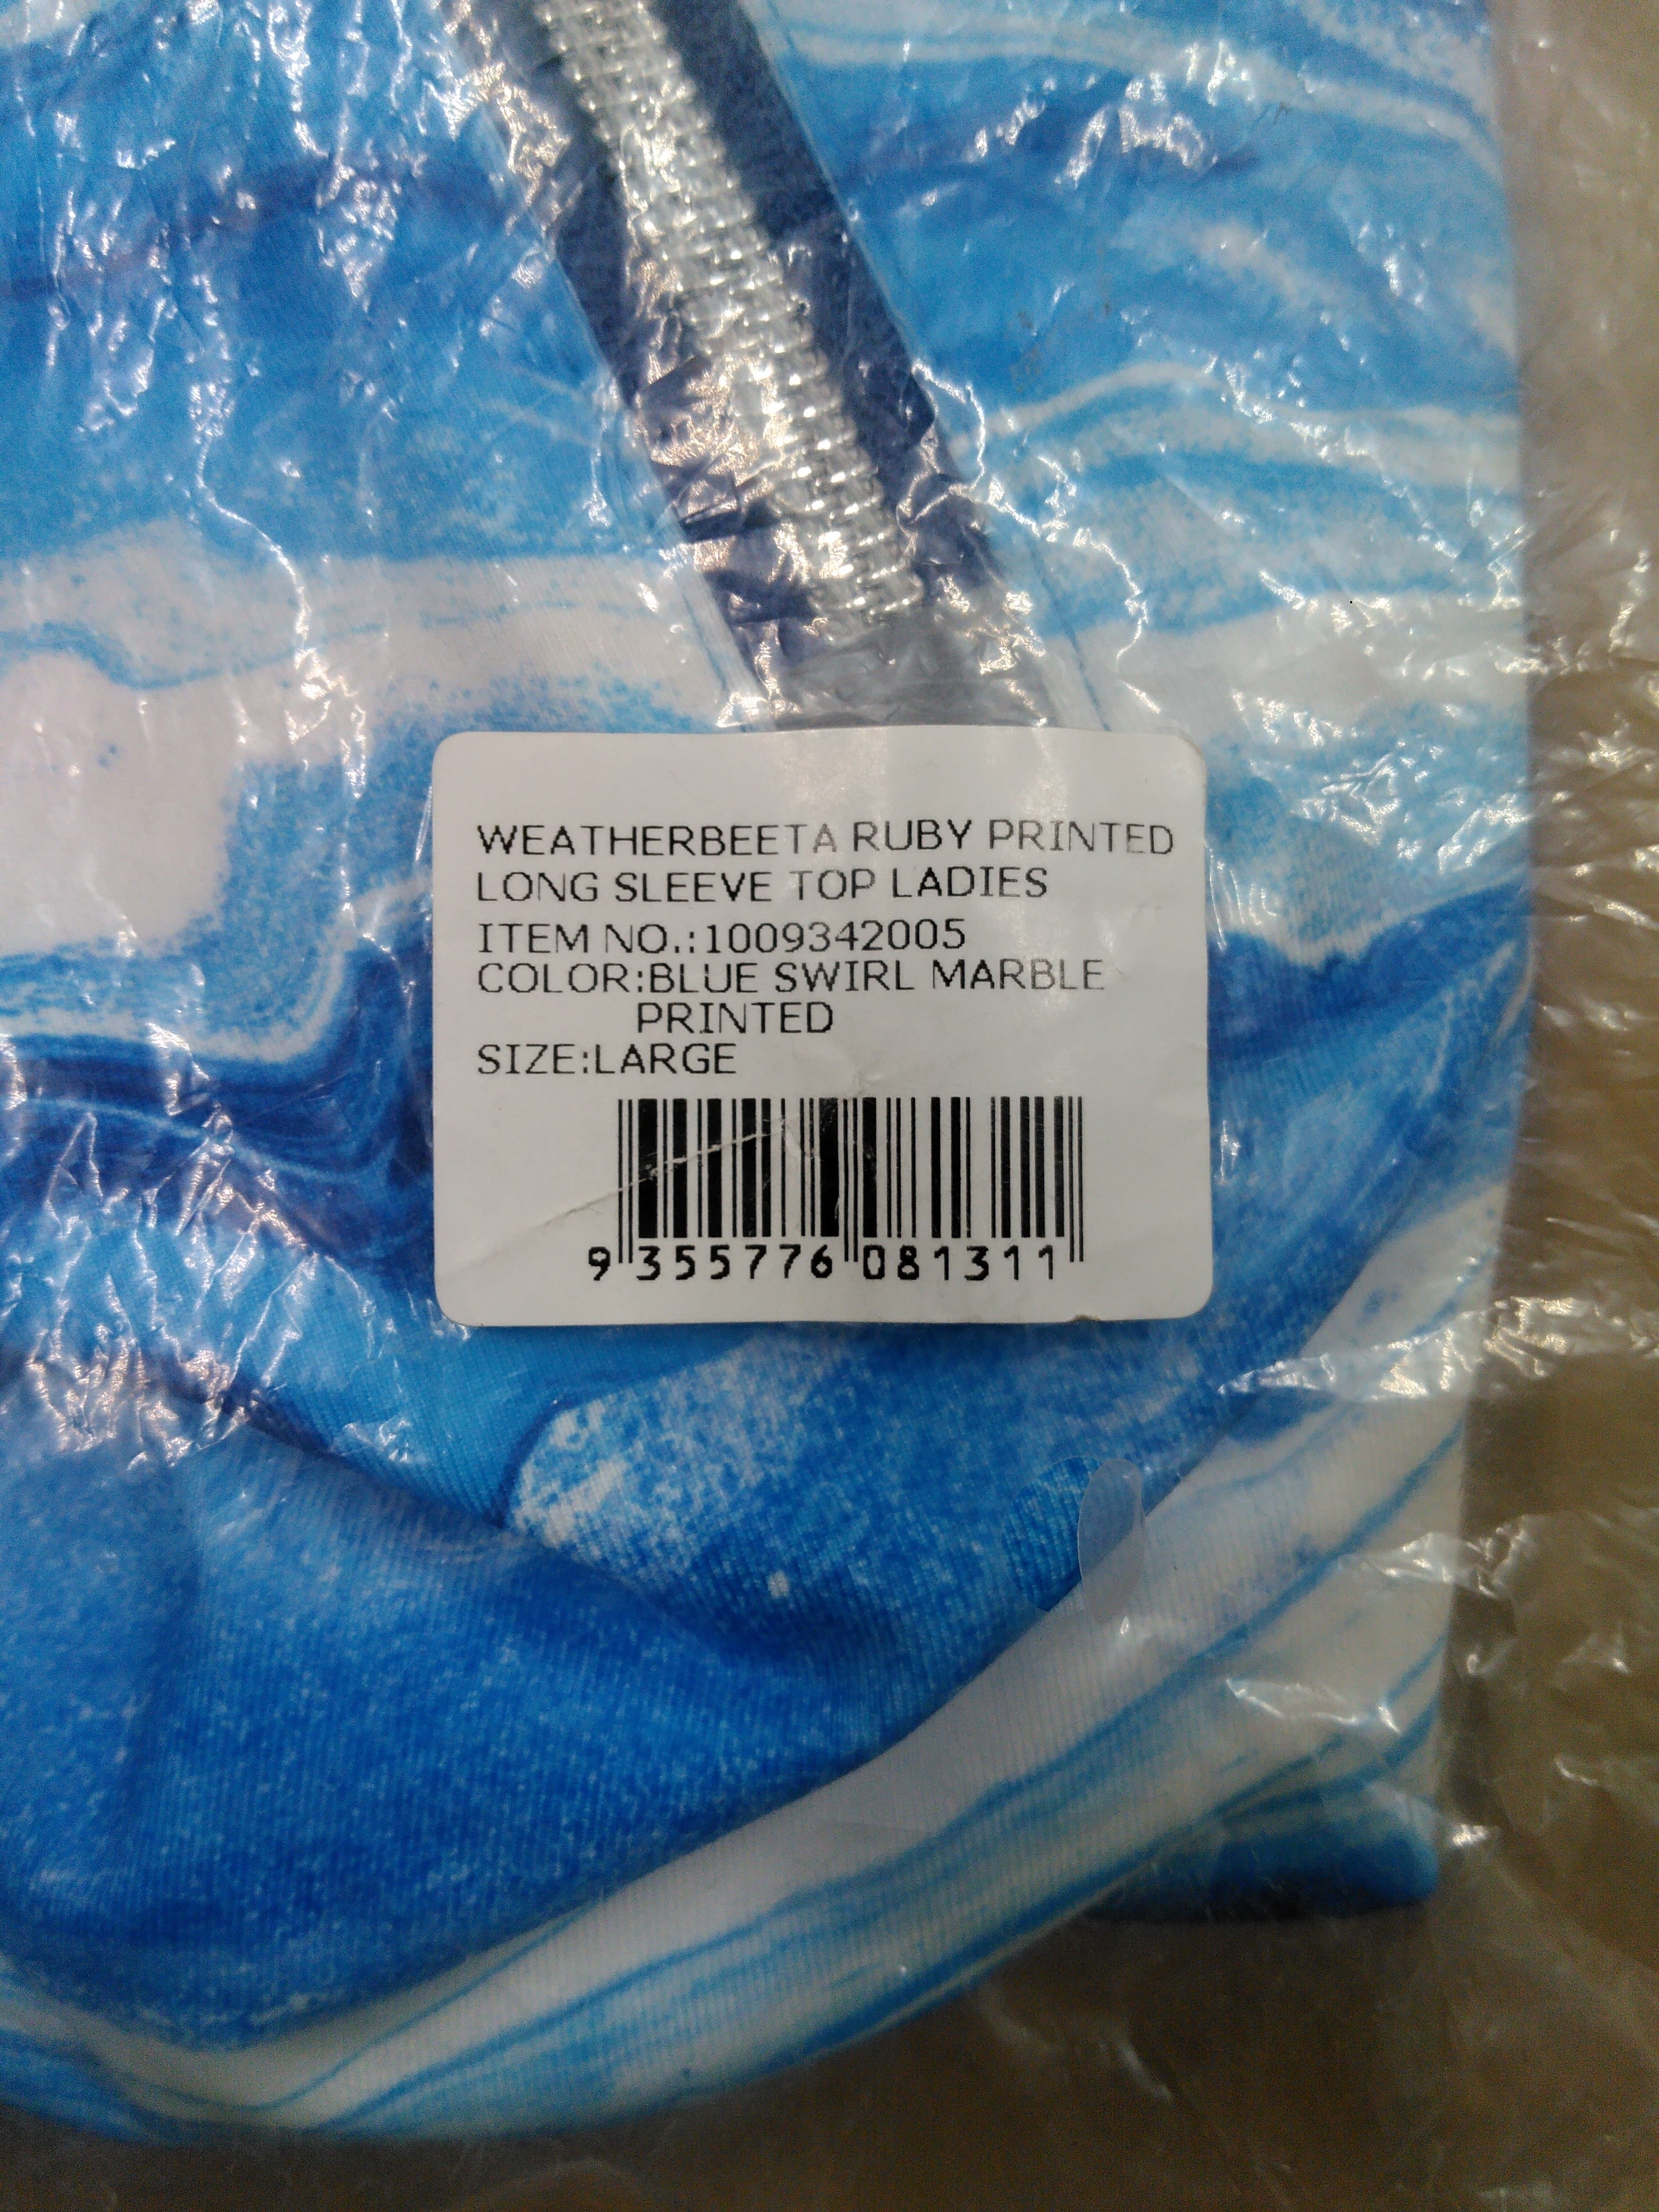 WEATHERBEETA RUBY PRINTED
LONG SLEEVE TOP LADIES
ITEM NO.:1009342005
COLOR:BLUE SWIRL MARBLE
PRINTED
SIZE:LARGE
9 355776 081311